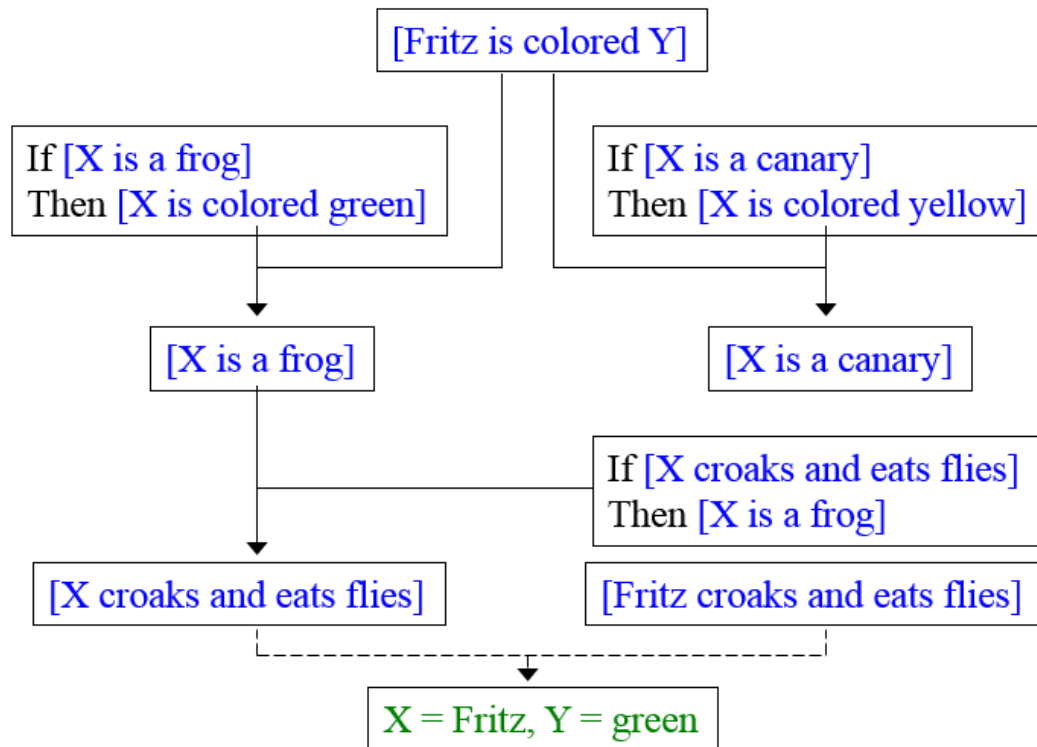 [Fritz is colored Y]
If [X is a frog]
Then [X is colored green]
If [X is a canary]
Then [X is colored yellow]
[X is a frog]
[X is a canary]
If [X croaks and eats flies]
Then [X is a frog]
[X croaks and eats flies]
[Fritz croaks and eats flies]
X = Fritz, Y = green